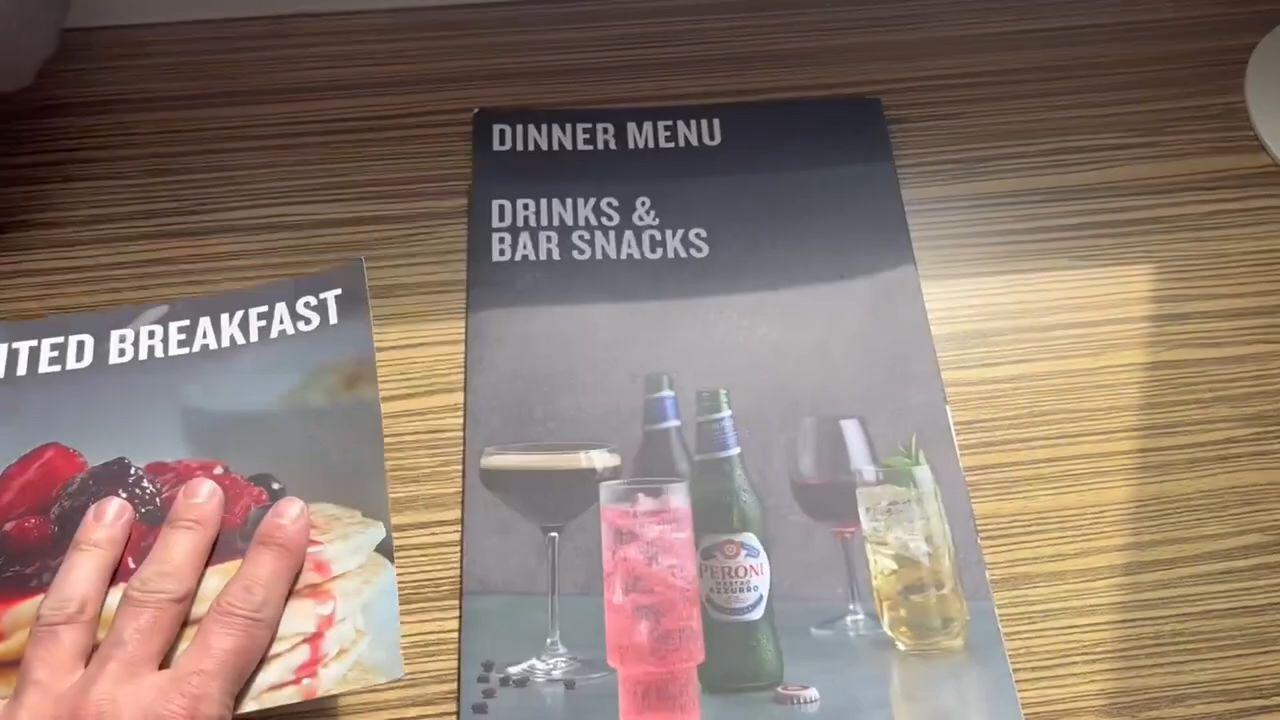 DINNER MENU
DRINKS &
BAR SNACKS
ITED BREAKFAST
PERONI
NASTRO
AZZURRO